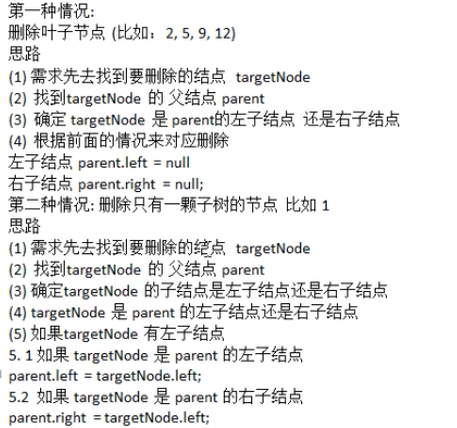 第一种情况:
删除叶子节点 (比如：2, 5, 9, 12)
思路
(1) 需求先去找到要删除的结点  targetNode
(2)  找到targetNode 的 父结点 parent
(3)  确定 targetNode 是 parent的左子结点 还是右子结点
(4)  根据前面的情况来对应删除
左子结点 parent.left = null
右子结点 parent.right = null;
第二种情况: 删除只有一颗子树的节点  比如 1
思路
(1) 需求先去找到要删除的结点  targetNode
(2)  找到targetNode 的 父结点 parent
(3) 确定targetNode 的子结点是左子结点还是右子结点
(4) targetNode 是 parent 的左子结点还是右子结点
(5) 如果targetNode 有左子结点
5. 1 如果 targetNode 是 parent 的左子结点
parent.left = targetNode.left;
5.2  如果 targetNode 是 parent 的右子结点
parent.right = targetNode.left;